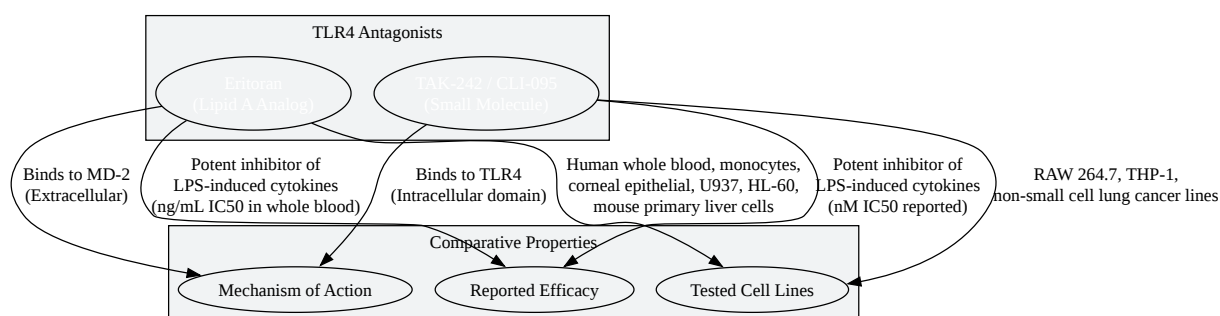 TLR4 Antagonists
Eritoran
(Lipid A Analog)
TAK-242 / CLI-095
(Small Molecule)
Binds to MD-2
(Extracellular)
Potent inhibitor of
LPS-induced cytokines
(ng/mL IC50 in whole blood)
Binds to TLR4
(Intracellular domain)
Human whole blood, monocytes,
corneal epithelial, U937, HL-60,
mouse primary liver cells
Potent inhibitor of
LPS-induced cytokines
(nM IC50 reported)
RAW 264.7, THP-1,
non-small cell lung cancer lines
Comparative Properties
Mechanism of Action
Reported Efficacy
Tested Cell Lines